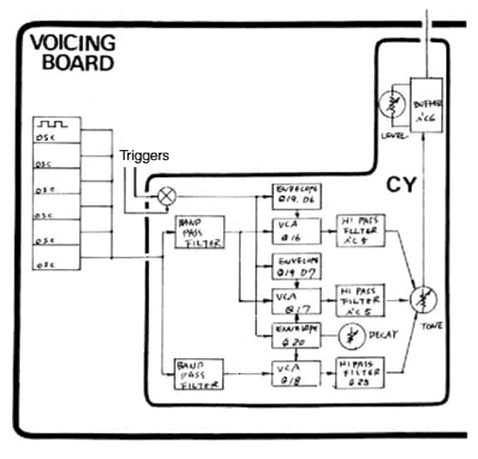 VOICING
BOARD
OSC
OSC
OSC
OSC
OSC
OSC
Triggers
BAND
PASS
FILTER
BAND
PASS
FILTER
ENVELOPE
Q19. D6
VCA
Q16
ENVELOPE
Q19 D7
VCA
Q17
ENVELOPE
Q20
VCA
Q18
HI PASS
FILTER
IC5
HI PASS
FILTER
IC5
HIPASS
FILTER
Q23
DECAY
LEVEL
BUFFER
IC6
CY
TONE